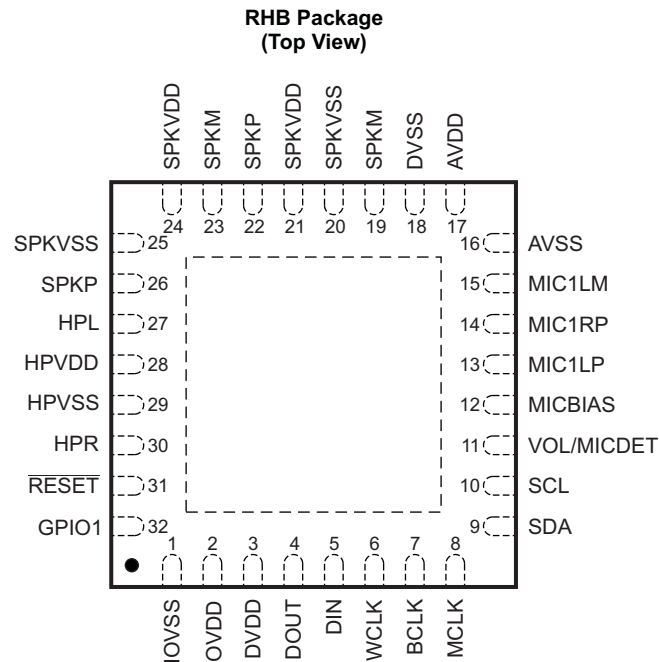 RHB Package
(Top View)
SPKVDD
SPKM
SPKP
SPKVDD
SPKVSS
SPKM
DVSS
AVDD
24
23
22
21
20
19
18
17
SPKVSS 25
SPKP 26
HPL 27
HPVDD 28
HPVSS 29
HPR 30
RESET 31
GPIO1 32
16 AVSS
15 MIC1LM
14 MIC1RP
13 MIC1LP
12 MICBIAS
11 VOL/MICDET
10 SCL
9 SDA
1
2
3
4
5
6
7
8
IOVSS
OVDD
DVDD
DOUT
DIN
WCLK
BCLK
MCLK